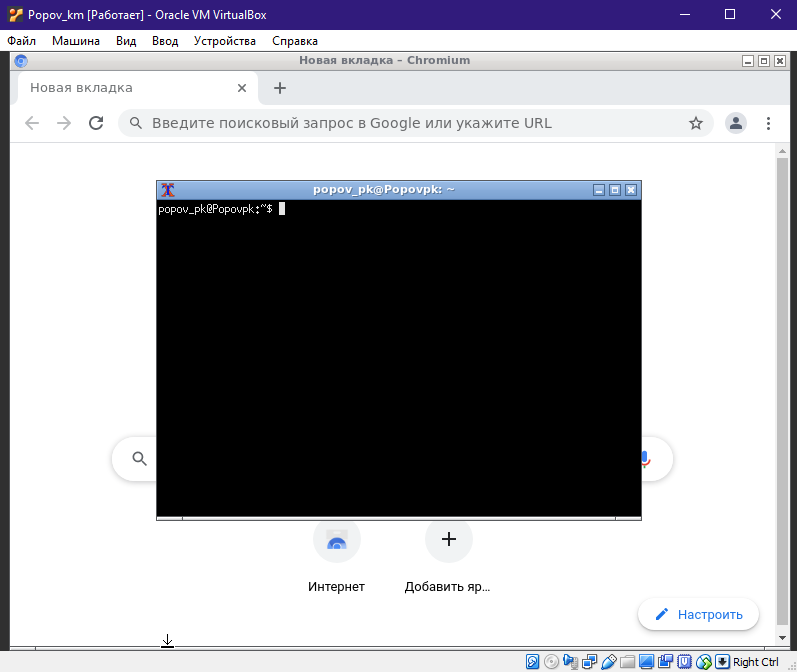 Popov_km [Работает] - Oracle VM VirtualBox
Файл Машина Вид Ввод Устройства Справка
Новая вкладка – Chromium
Новая вкладка
Введите поисковый запрос в Google или укажите URL
popov_pk@Popovpk: ~
popov_pk@Popovpk:~$
Интернет Добавить яр...
Настроить
Right Ctrl